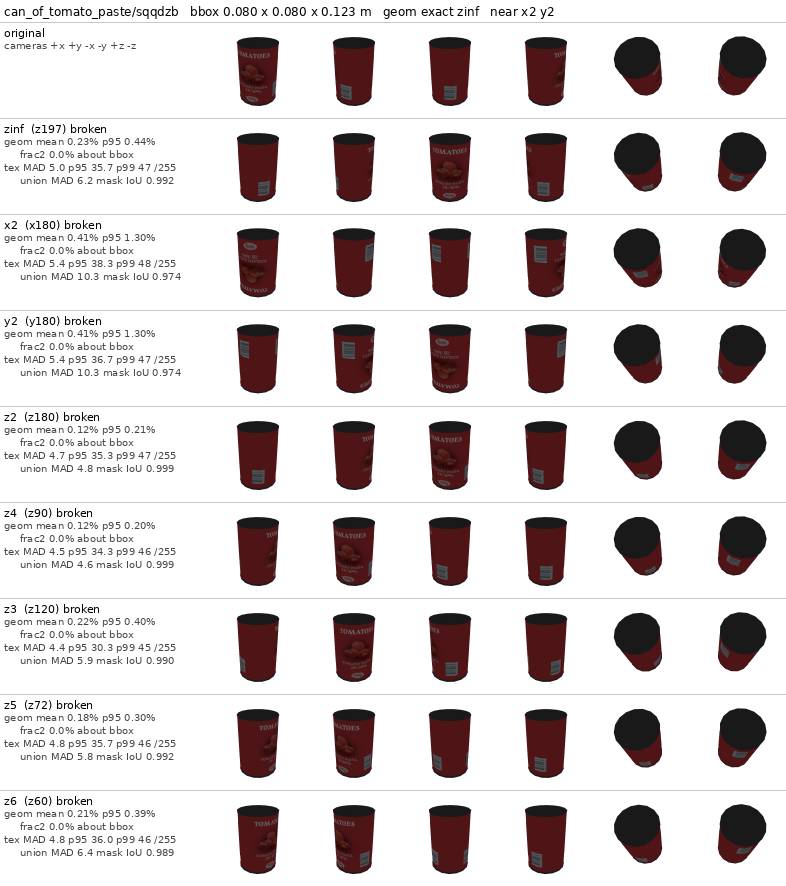 can_of_tomato_paste/sqqdzb bbox 0.080 x 0.080 x 0.123 m geom exact zinf near x2 y2
original
cameras +x +y -x -y +z -z
TOMATOES
zinf (z197) broken
geom mean 0.23% p95 0.44%
frac2 0.0% about bbox
tex MAD 5.0 p95 35.7 p99 47 /255
union MAD 6.2 mask IoU 0.992
x2 (x180) broken
geom mean 0.41% p95 1.30%
frac2 0.0% about bbox
tex MAD 5.4 p95 38.3 p99 48 /255
union MAD 10.3 mask IoU 0.974
y2 (y180) broken
geom mean 0.41% p95 1.30%
frac2 0.0% about bbox
tex MAD 5.4 p95 36.7 p99 47 /255
union MAD 10.3 mask IoU 0.974
z2 (z180) broken
geom mean 0.12% p95 0.21%
frac2 0.0% about bbox
tex MAD 4.7 p95 35.3 p99 47 /255
union MAD 4.8 mask IoU 0.999
z4 (z90) broken
geom mean 0.12% p95 0.20%
frac2 0.0% about bbox
tex MAD 4.5 p95 34.3 p99 46 /255
union MAD 4.6 mask IoU 0.999
z3 (z120) broken
geom mean 0.22% p95 0.40%
frac2 0.0% about bbox
tex MAD 4.4 p95 30.3 p99 45 /255
union MAD 5.9 mask IoU 0.990
z5 (z72) broken
geom mean 0.18% p95 0.30%
frac2 0.0% about bbox
tex MAD 4.8 p95 35.7 p99 46 /255
union MAD 5.8 mask IoU 0.992
z6 (z60) broken
geom mean 0.21% p95 0.39%
frac2 0.0% about bbox
tex MAD 4.8 p95 36.0 p99 46 /255
union MAD 6.4 mask IoU 0.989